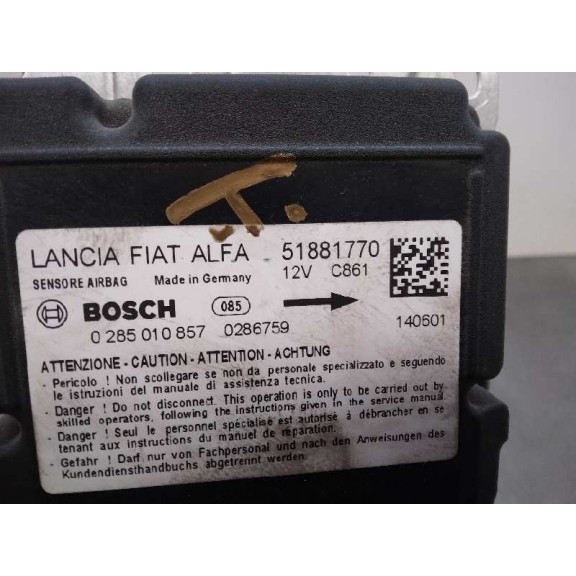 T.
LANCIA FIAT ALFA 51881770
SENSORE AIRBAG Made in Germany 12V C861
BOSCH 085
0 285 010 857 0286759 140601
ATTENZIONE - CAUTION - ATTENTION - ACHTUNG
- Pericolo ! Non scollegare se non da personale specializzato e seguendo
le istruzioni del manuale di assistenza tecnica.
- Danger ! Do not disconnect. This operation is only to be carried out by
skilled operators, following the instructions given in the service manual.
- Danger ! Seul le personnel spécialisé est autorisé à débrancher en se
tenant aux instructions du manuel de réparation.
- Gefahr ! Darf nur von Fachpersonal und nach den Anweisungen des
Kundendiensthandbuchs abgetrennt werden.